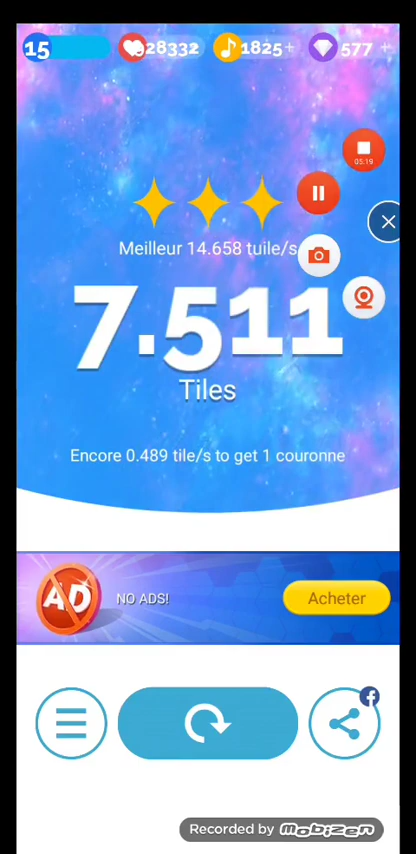 15 28332 1825 + 577 +
05:19
Meilleur 14.658 tuile/s
7.511
Tiles
Encore 0.489 tile/s to get 1 couronne
AD NO ADS! Acheter
f
Recorded by MOBIZEN